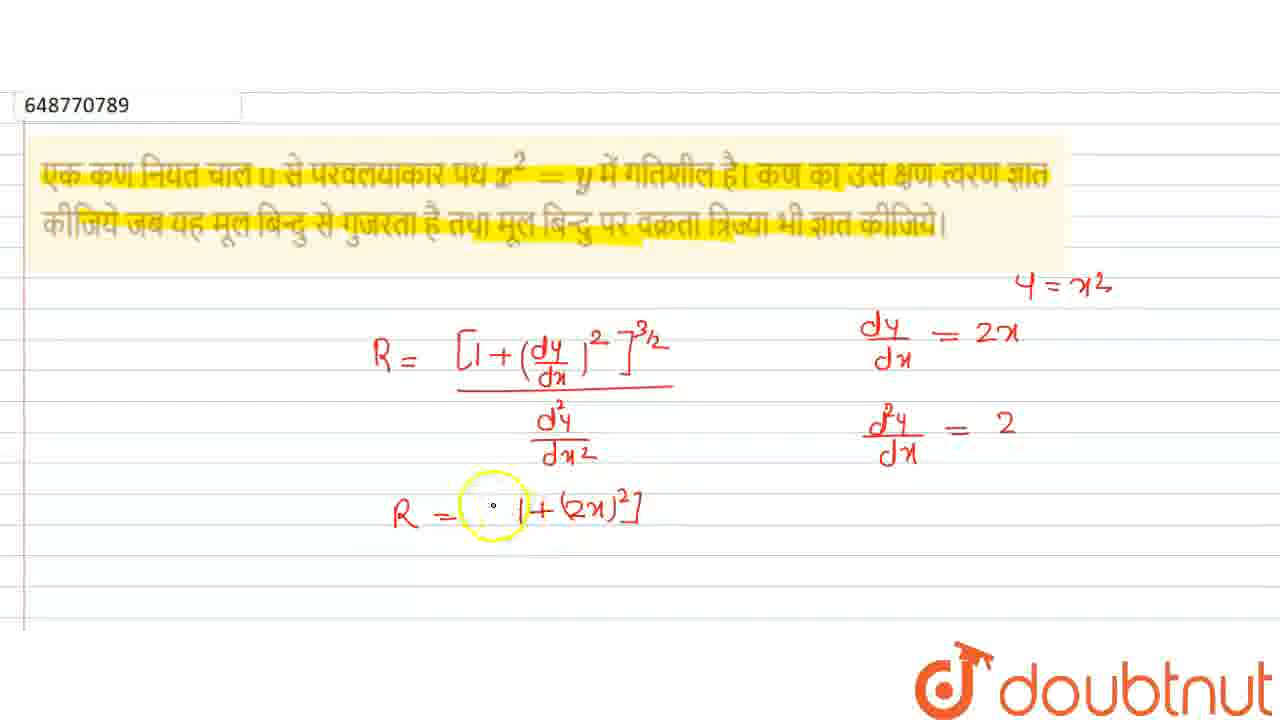 648770789
एक कण नियत चाल u से परवलयाकार पथ x² = y में गतिशील है। कण का उस क्षण त्वरण ज्ञात
कीजिये जब यह मूल बिन्दु से गुजरता है तथा मूल बिन्दु पर वक्रता त्रिज्या भी ज्ञात कीजिये।
y = x²
R = [1 + (dy/dx)²]^3/2 / d²y/dx²
dy/dx = 2x
d²y/dx = 2
R = 1 + (2x)²]
doubtnut